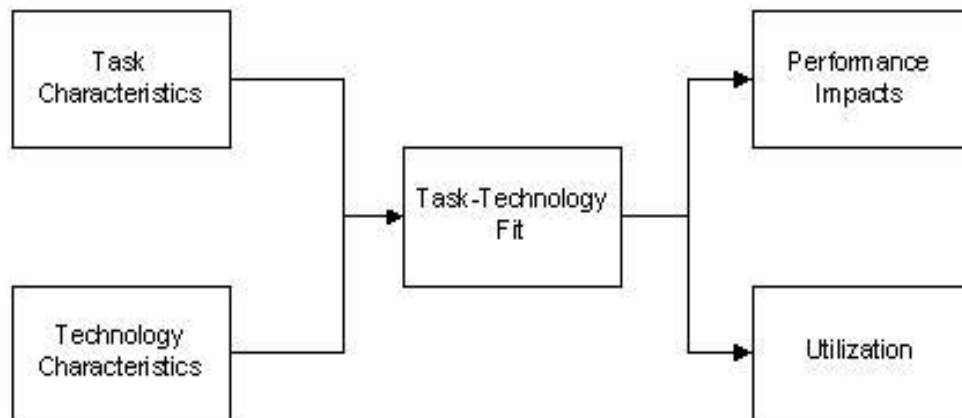 Task
Characteristics
Performance
Impacts
Task-Technology
Fit
Technology
Characteristics
Utilization